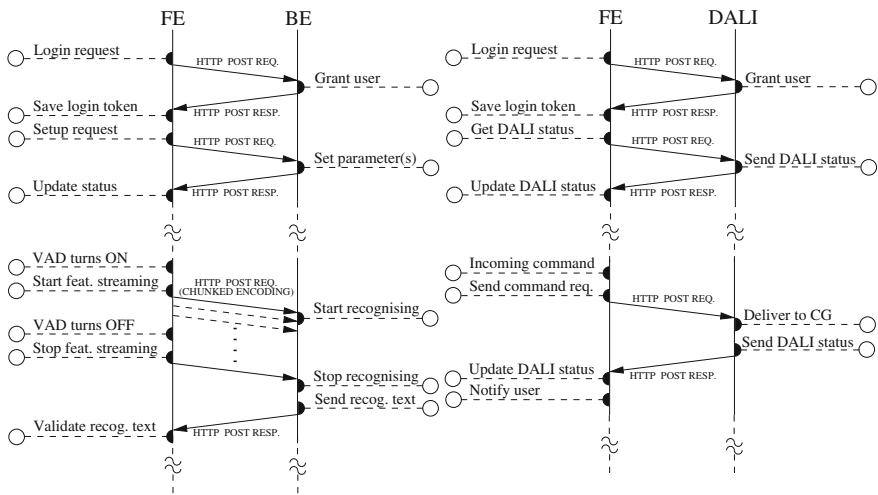 FE
BE
Login request
HTTP POST REQ.
Grant user
Save login token
HTTP POST RESP.
Setup request
HTTP POST REQ.
Set parameter(s)
Update status
HTTP POST RESP.
VAD turns ON
Start feat. streaming
HTTP POST REQ.
(CHUNKED ENCODING)
Start recognising
VAD turns OFF
Stop feat. streaming
Stop recognising
Send recog. text
Validate recog. text
HTTP POST RESP.
FE
DALI
Login request
HTTP POST REQ.
Grant user
Save login token
HTTP POST RESP.
Get DALI status
HTTP POST REQ.
Send DALI status
Update DALI status
HTTP POST RESP.
Incoming command
Send command req.
HTTP POST REQ.
Deliver to CG
Send DALI status
Update DALI status
HTTP POST RESP.
Notify user